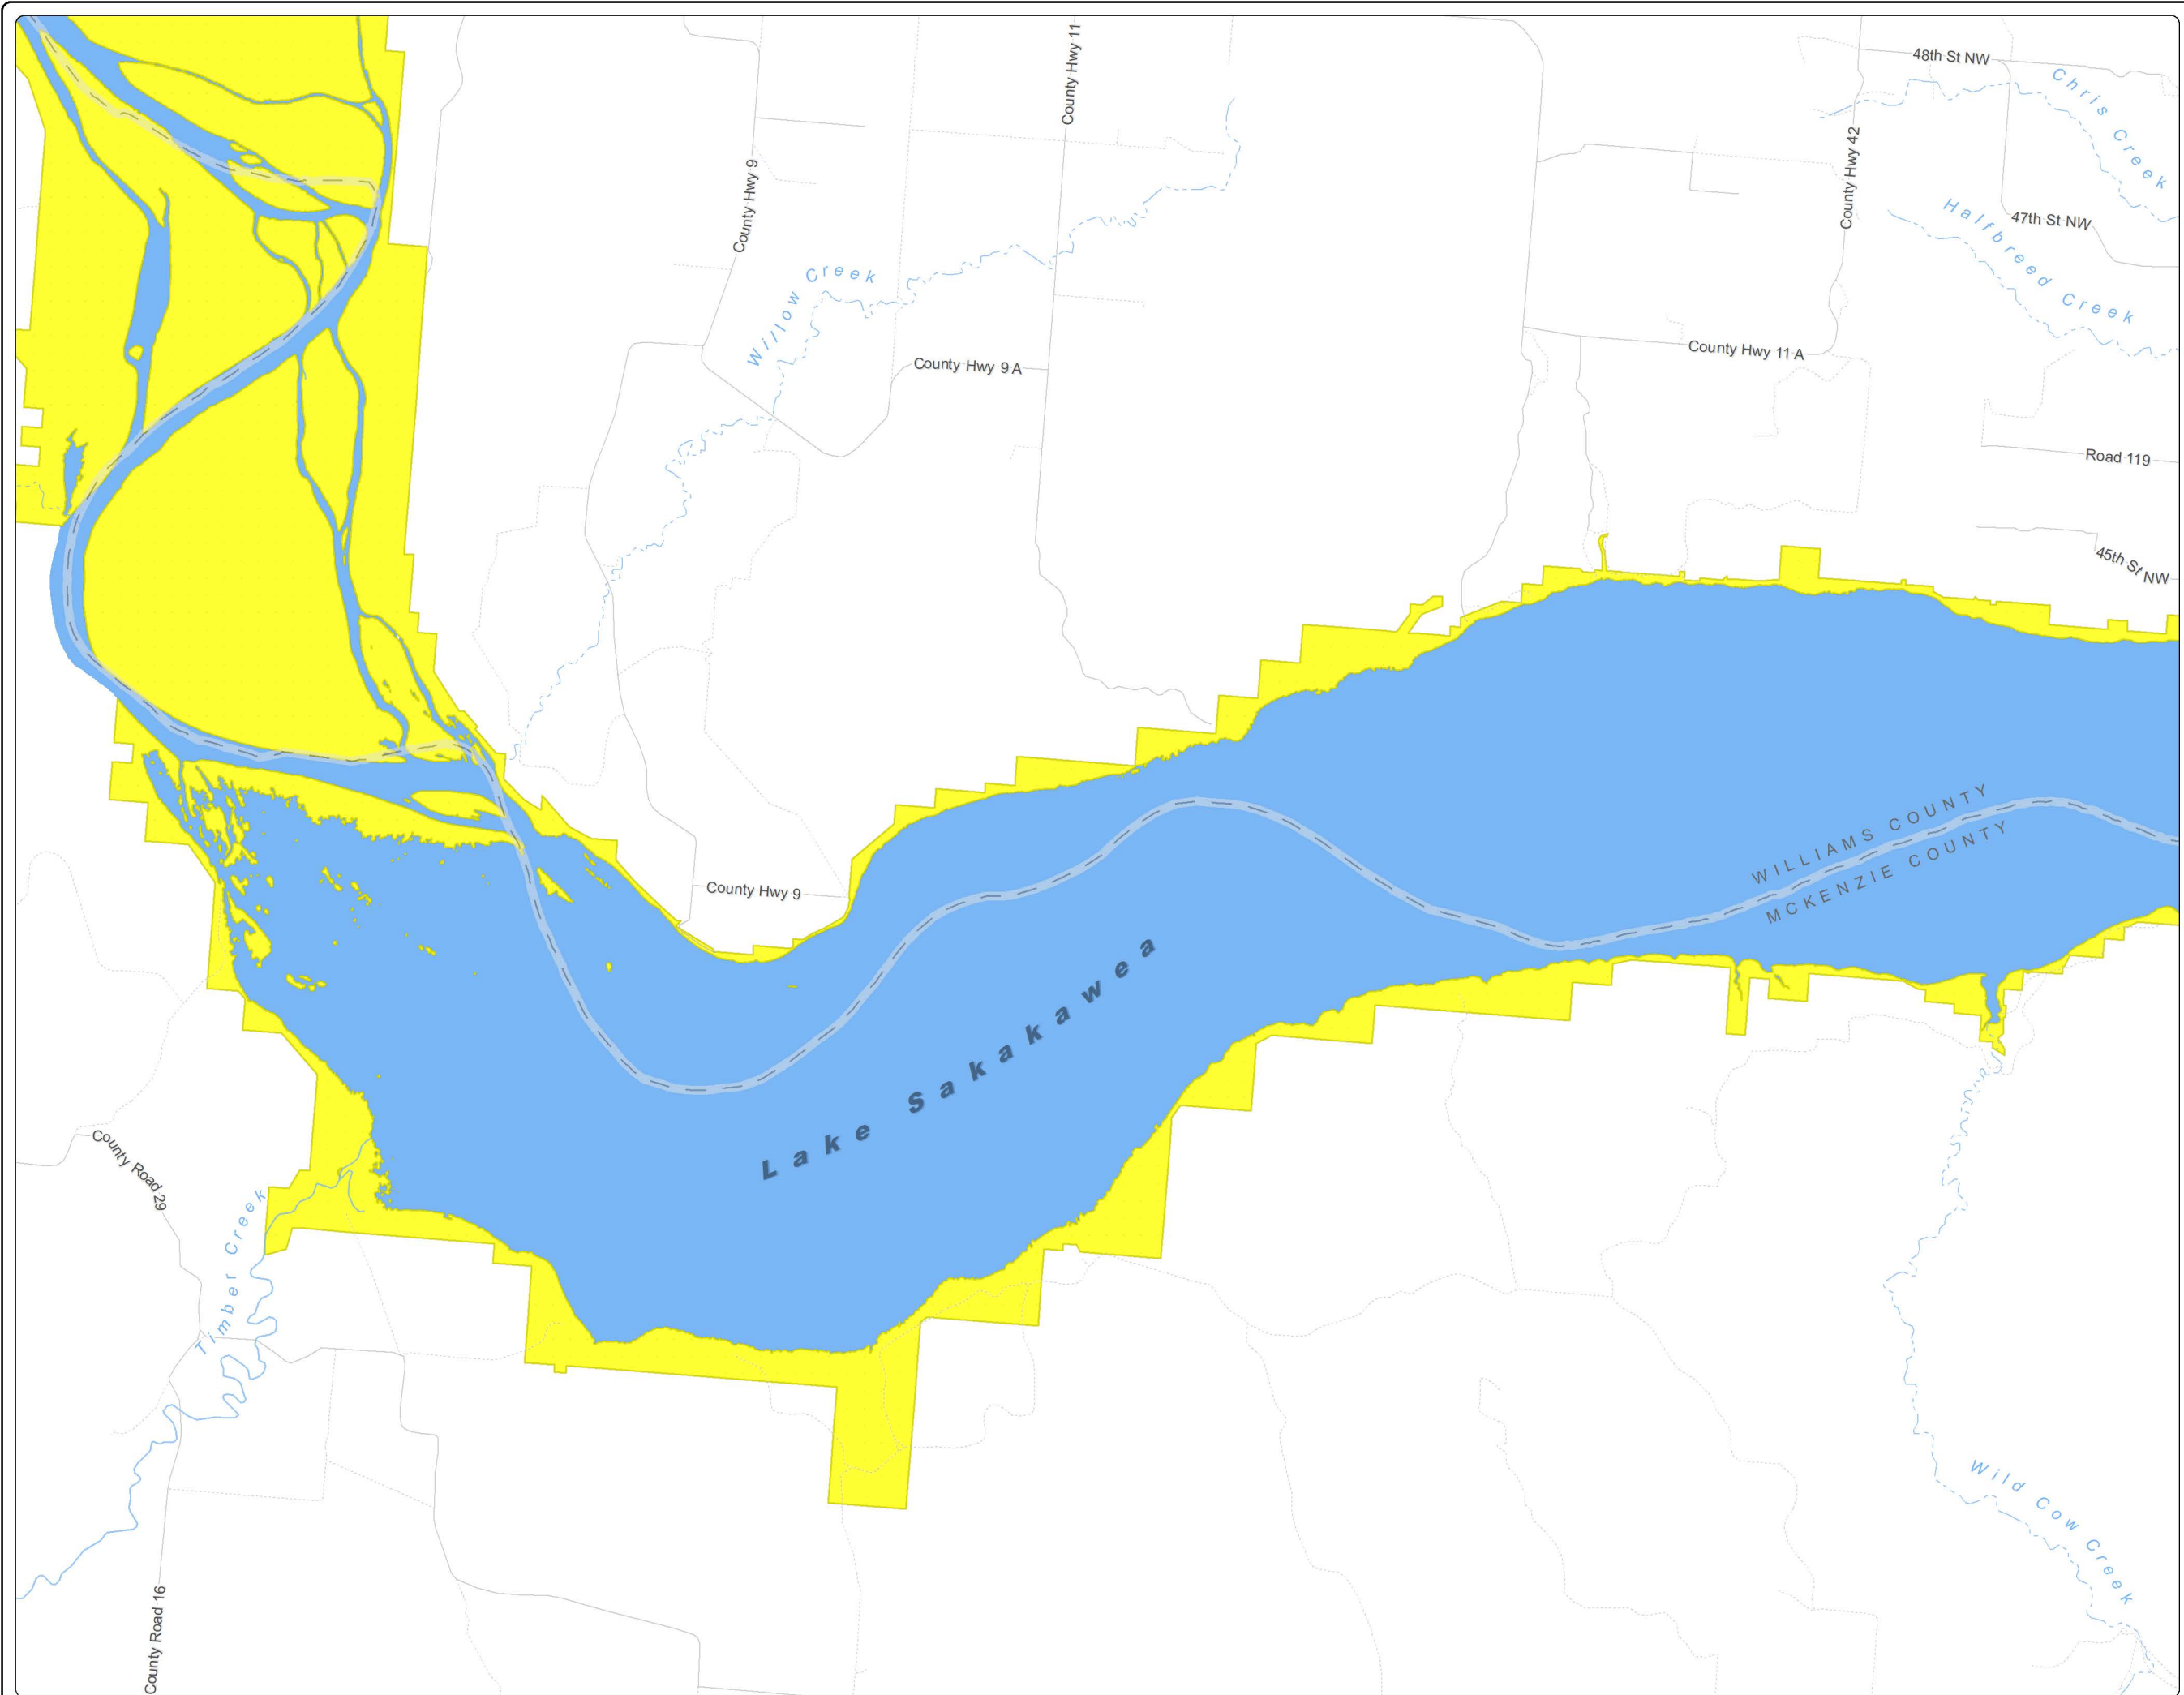 48th St NW
County Hwy 11
Chris Creek
County Hwy 42
County Hwy 9
47th St NW
Halfbreed Creek
Willow Creek
County Hwy 11 A
County Hwy 9 A
Road 119
45th St NW
WILLIAMS COUNTY
MCKENZIE COUNTY
County Hwy 9
Lake Sakakawea
County Road 29
Timber Creek
Wild Cow Creek
County Road 16